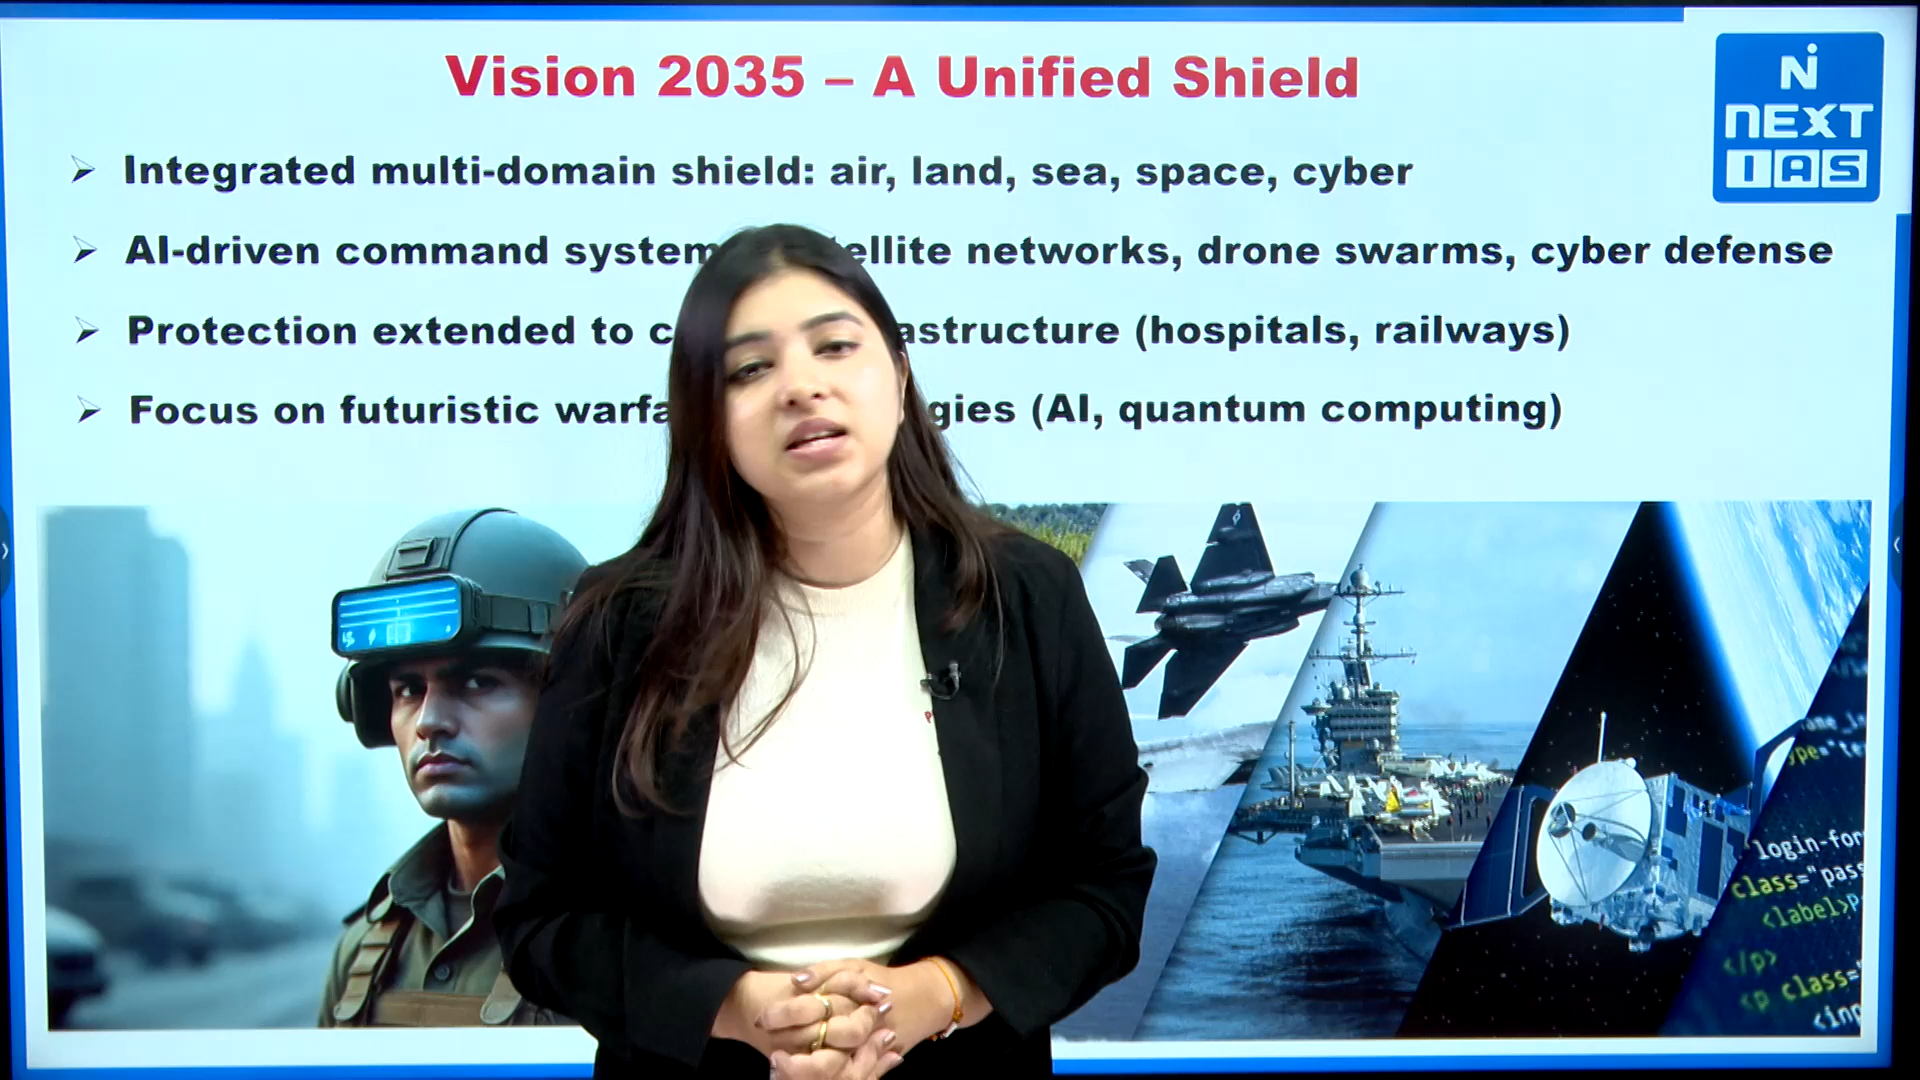 Vision 2035 – A Unified Shield
N
NEXT
IAS
➢ Integrated multi-domain shield: air, land, sea, space, cyber
➢ AI-driven command system ellite networks, drone swarms, cyber defense
➢ Protection extended to c astructure (hospitals, railways)
➢ Focus on futuristic warfa gies (AI, quantum computing)
login-for
class="pass
<label>P
</p>
<p class="
<inp